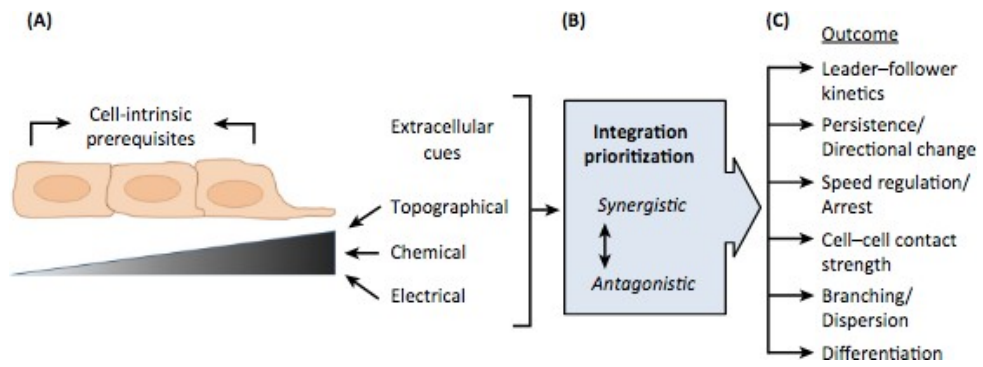 (A)
Cell-intrinsic
prerequisites
Extracellular
cues
Topographical
Chemical
Electrical
(B)
Integration
prioritization
Synergistic
Antagonistic
(C)
Outcome
Leader–follower
kinetics
Persistence/
Directional change
Speed regulation/
Arrest
Cell–cell contact
strength
Branching/
Dispersion
Differentiation